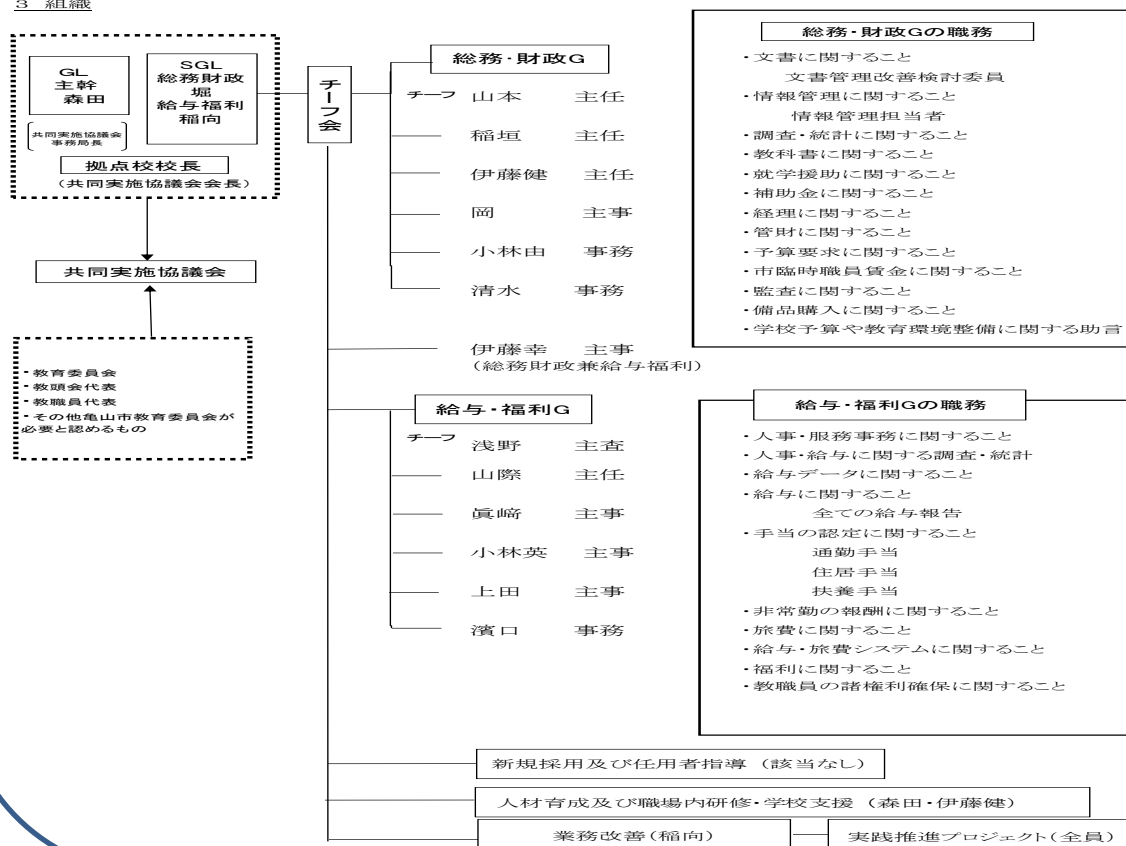 3 組織
GL
主幹
森田
共同実施協議会
事務局長
SGL
総務財政
堀
給与福利
稲向
拠点校校長
(共同実施協議会会長)
共同実施協議会
・教育委員会
・教頭会代表
・教職員代表
・その他亀山市教育委員会が
必要と認めるもの
チーフ会
総務・財政G
チーフ 山本 主任
稲垣 主任
伊藤健 主任
岡 主事
小林由 事務
清水 事務
伊藤幸 主事
(総務財政兼給与福利)
給与・福利G
チーフ 浅野 主査
山際 主任
眞﨑 主事
小林英 主事
上田 主事
濱口 事務
総務・財政Gの職務
・文書に関すること
文書管理改善検討委員
・情報管理に関すること
情報管理担当者
・調査・統計に関すること
・教科書に関すること
・就学援助に関すること
・補助金に関すること
・経理に関すること
・管財に関すること
・予算要求に関すること
・市臨時職員賃金に関すること
・監査に関すること
・備品購入に関すること
・学校予算や教育環境整備に関する助言
給与・福利Gの職務
・人事・服務事務に関すること
・人事・給与に関する調査・統計
・給与データに関すること
・給与に関すること
全ての給与報告
・手当の認定に関すること
通勤手当
住居手当
扶養手当
・非常勤の報酬に関すること
・旅費に関すること
・給与・旅費システムに関すること
・福利に関すること
・教職員の諸権利確保に関すること
新規採用及び任用者指導 (該当なし)
人材育成及び職場内研修・学校支援 (森田・伊藤健)
業務改善(稲向)
実践推進プロジェクト(全員)